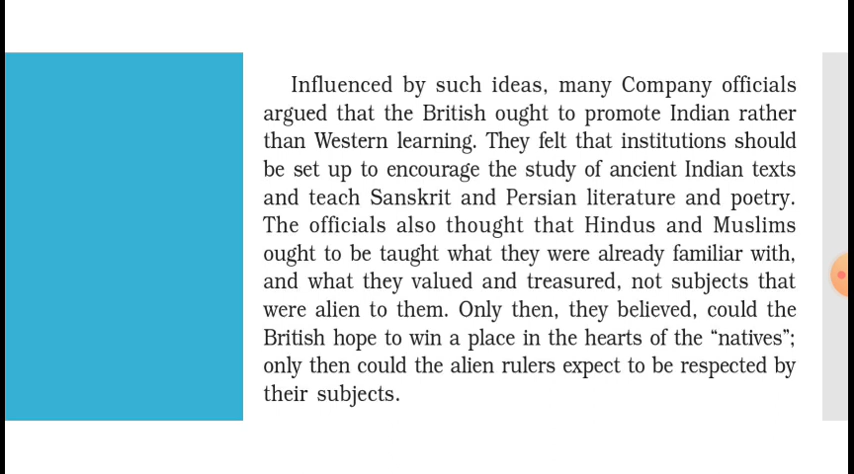 Influenced by such ideas, many Company officials
argued that the British ought to promote Indian rather
than Western learning. They felt that institutions should
be set up to encourage the study of ancient Indian texts
and teach Sanskrit and Persian literature and poetry.
The officials also thought that Hindus and Muslims
ought to be taught what they were already familiar with,
and what they valued and treasured, not subjects that
were alien to them. Only then, they believed, could the
British hope to win a place in the hearts of the “natives”;
only then could the alien rulers expect to be respected by
their subjects.